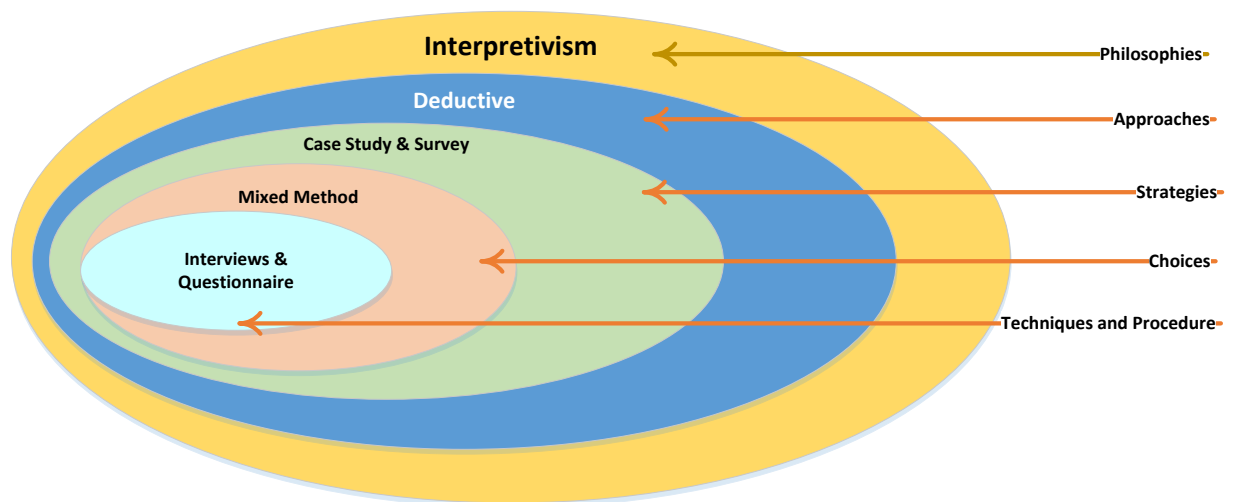 Interpretivism
Philosophies
Deductive
Approaches
Case Study & Survey
Strategies
Mixed Method
Choices
Interviews &
Questionnaire
Techniques and Procedure